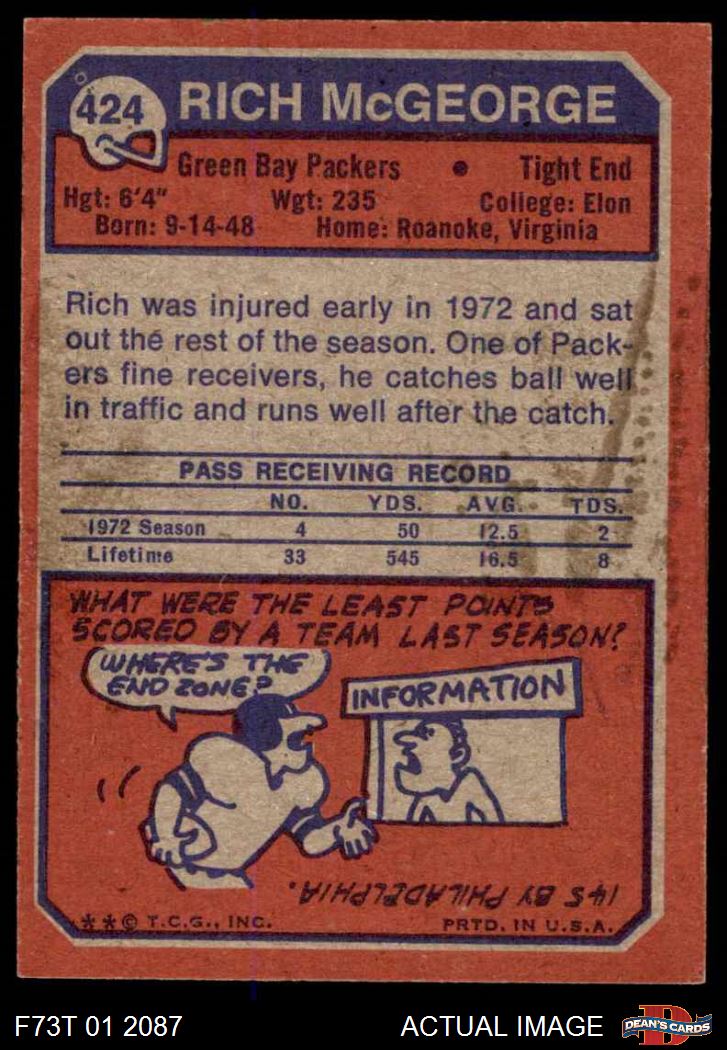 424 RICH McGEORGE
Green Bay Packers • Tight End
Hgt: 6'4" Wgt: 235 College: Elon
Born: 9-14-48 Home: Roanoke, Virginia
Rich was injured early in 1972 and sat
out the rest of the season. One of Pack-
ers fine receivers, he catches ball well
in traffic and runs well after the catch.
PASS RECEIVING RECORD
NO. YDS. AVG. TDS.
1972 Season 4 50 12.5 2
Lifetime 33 545 16.5 8
WHAT WERE THE LEAST POINTS
SCORED BY A TEAM LAST SEASON?
WHERE'S THE
END ZONE?
INFORMATION
145 BY PHILADELPHIA.
**© T.C.G., INC. PRTD. IN U.S.A.
F73T 01 2087 ACTUAL IMAGE
D
DEAN'S CARDS